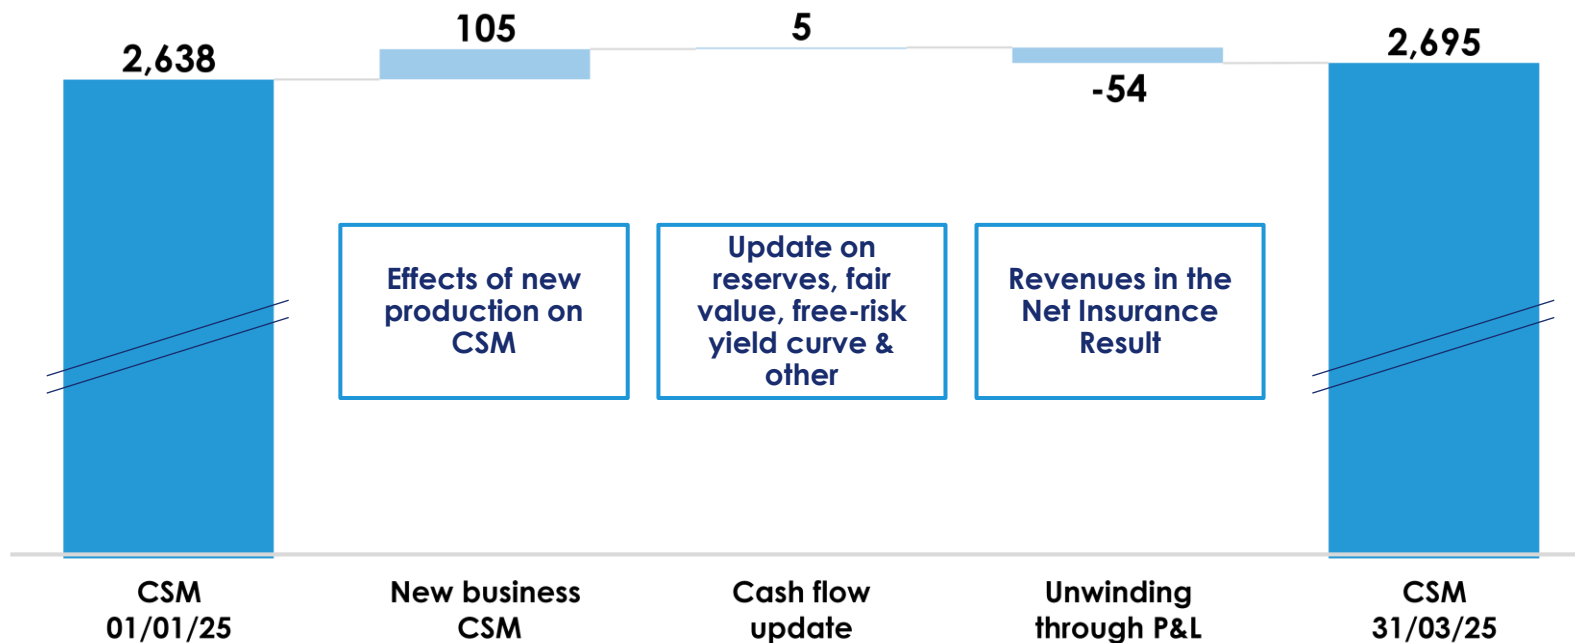 2,638
105
5
-54
2,695
Effects of new
production on
CSM
Update on
reserves, fair
value, free-risk
yield curve &
other
Revenues in the
Net Insurance
Result
CSM
01/01/25
New business
CSM
Cash flow
update
Unwinding
through P&L
CSM
31/03/25